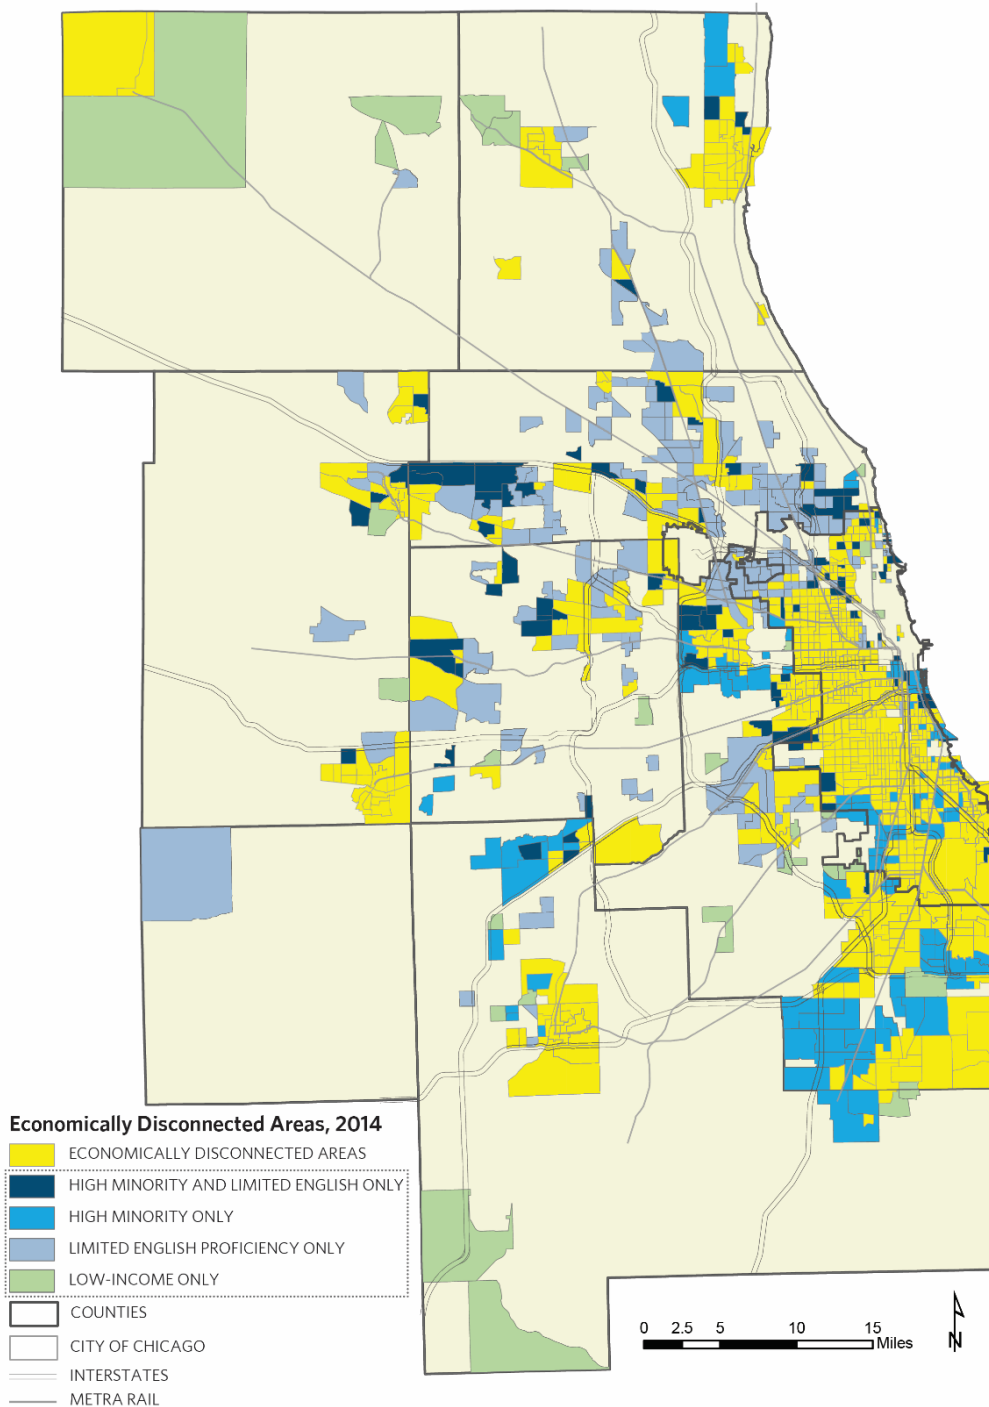 Economically Disconnected Areas, 2014
ECONOMICALLY DISCONNECTED AREAS
HIGH MINORITY AND LIMITED ENGLISH ONLY
HIGH MINORITY ONLY
LIMITED ENGLISH PROFICIENCY ONLY
LOW-INCOME ONLY
COUNTIES
CITY OF CHICAGO
INTERSTATES
METRA RAIL
0 2.5 5 10 15
Miles
N